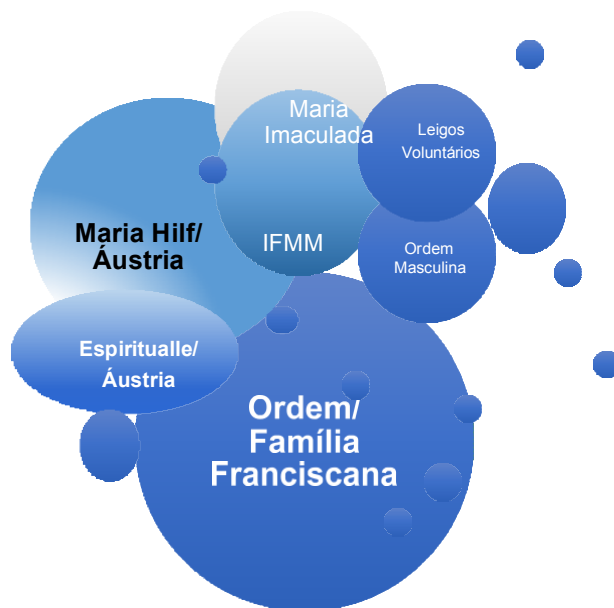 Maria
Imaculada
IFMM
Leigos
Voluntários
Ordem
Masculina
Maria Hilf/
Áustria
Espiritualle/
Áustria
Ordem/
Família
Franciscana